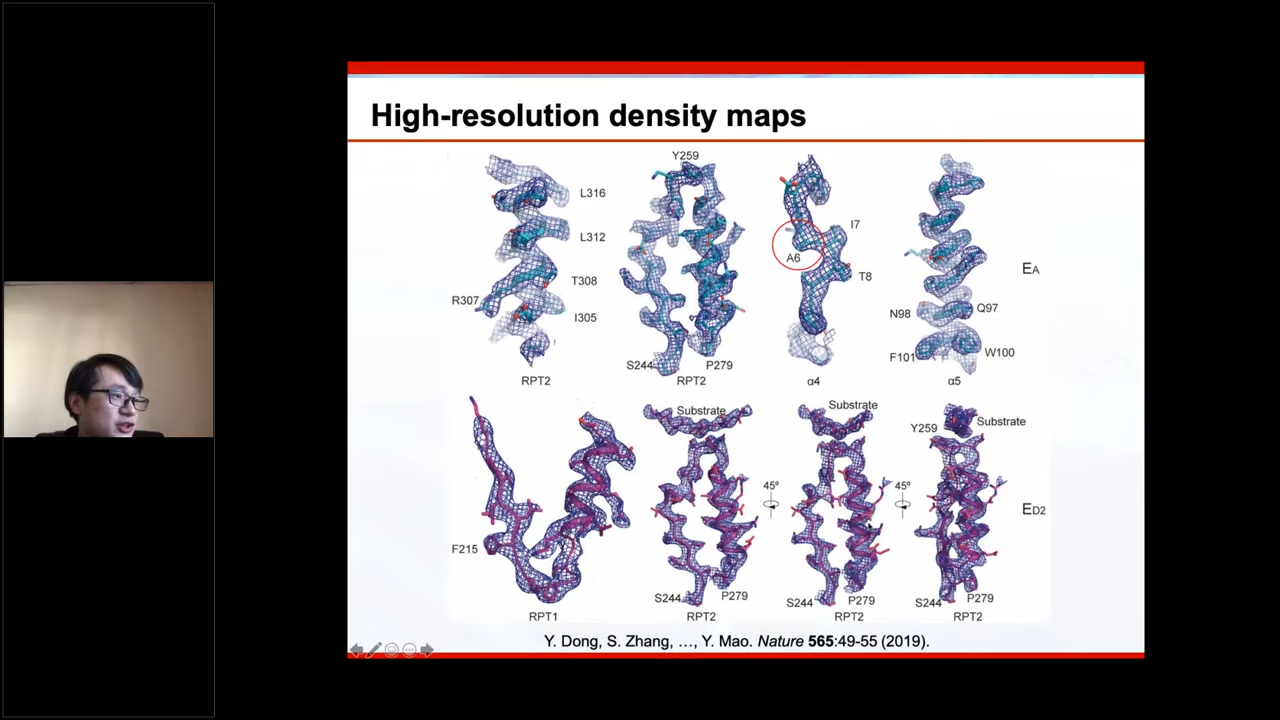 High-resolution density maps
Y259
L316
L312
T308
R307
I305
RPT2
S244
P279
RPT2
I7
A6
T8
α4
N98
Q97
F101
W100
α5
EA
F215
RPT1
Substrate
S244
P279
RPT2
45º
Substrate
S244
P279
RPT2
45º
Y259
Substrate
S244
P279
RPT2
ED2
Y. Dong, S. Zhang, …, Y. Mao. Nature 565:49-55 (2019).